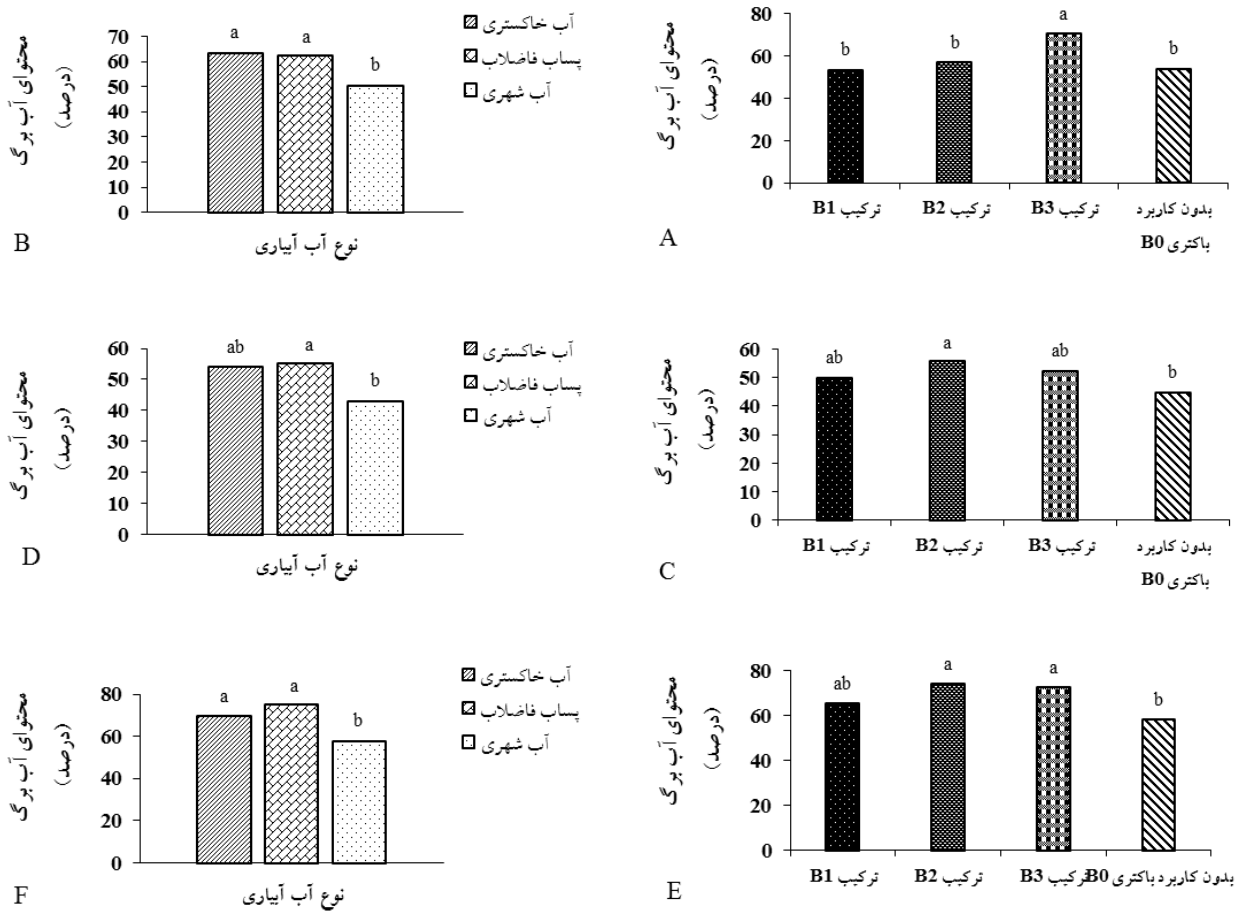 محتوای آب برگ
(درصد)
80
60
40
20
0
b
b
a
b
ترکیب B1
ترکیب B2
ترکیب B3
بدون کاربرد
باکتری B0
A
محتوای آب برگ
(درصد)
70
60
50
40
30
20
10
0
a
a
b
نوع آب آبیاری
آب خاکستری
پساب فاضلاب
آب شهری
B
محتوای آب برگ
(درصد)
60
50
40
30
20
10
0
ab
a
ab
b
ترکیب B1
ترکیب B2
ترکیب B3
بدون کاربرد
باکتری B0
C
محتوای آب برگ
(درصد)
60
50
40
30
20
10
0
ab
a
b
نوع آب آبیاری
آب خاکستری
پساب فاضلاب
آب شهری
D
محتوای آب برگ
(درصد)
80
60
40
20
0
ab
a
a
b
ترکیب B1
ترکیب B2
ترکیب B3
بدون کاربرد باکتری B0
E
محتوای آب برگ
(درصد)
80
60
40
20
0
a
a
b
نوع آب آبیاری
آب خاکستری
پساب فاضلاب
آب شهری
F